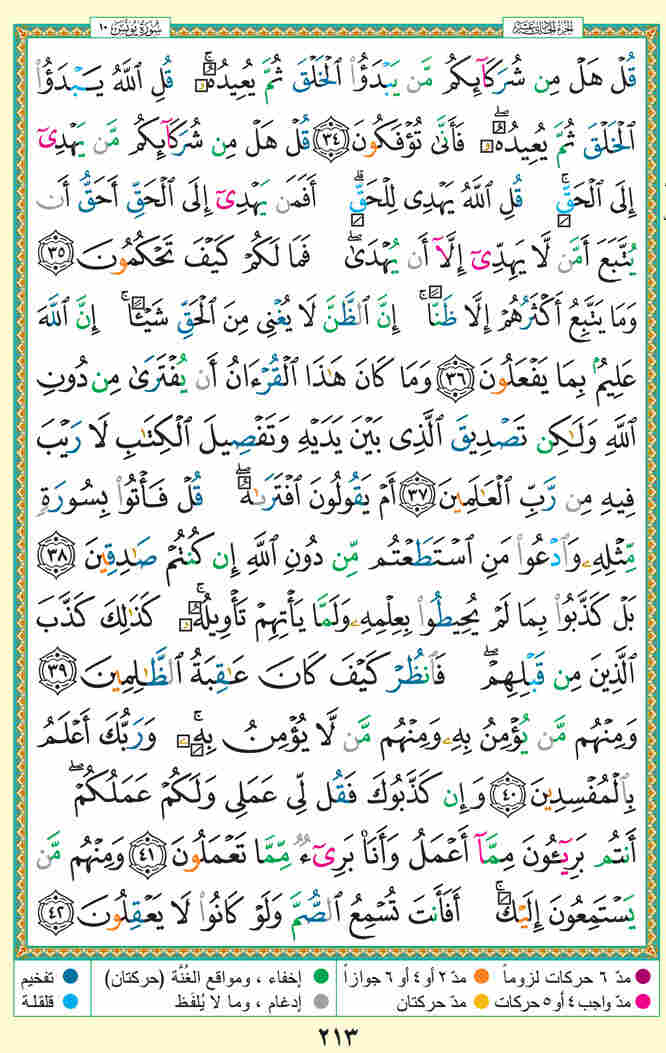 الجزء الحادي عشر
سورة يونس ١٠
قُلْ هَلْ مِن شُرَكَآئِكُم مَّن يَبْدَؤُا۟ ٱلْخَلْقَ ثُمَّ يُعِيدُهُۥ ۚ قُلِ ٱللَّهُ يَبْدَؤُا۟
ٱلْخَلْقَ ثُمَّ يُعِيدُهُۥ ۖ فَأَنَّىٰ تُؤْفَكُونَ ٣٤ قُلْ هَلْ مِن شُرَكَآئِكُم مَّن يَهْدِىٓ
إِلَى ٱلْحَقِّ ۚ قُلِ ٱللَّهُ يَهْدِى لِلْحَقِّ ۗ أَفَمَن يَهْدِىٓ إِلَى ٱلْحَقِّ أَحَقُّ أَن
يُتَّبَعَ أَمَّن لَّا يَهِدِّىٓ إِلَّآ أَن يُهْدَىٰ ۖ فَمَا لَكُمْ كَيْفَ تَحْكُمُونَ ٣٥
وَمَا يَتَّبِعُ أَكْثَرُهُمْ إِلَّا ظَنًّا ۚ إِنَّ ٱلظَّنَّ لَا يُغْنِى مِنَ ٱلْحَقِّ شَيْـًٔا ۚ إِنَّ ٱللَّهَ
عَلِيمٌۢ بِمَا يَفْعَلُونَ ٣٦ وَمَا كَانَ هَٰذَا ٱلْقُرْءَانُ أَن يُفْتَرَىٰ مِن دُونِ
ٱللَّهِ وَلَٰكِن تَصْدِيقَ ٱلَّذِى بَيْنَ يَدَيْهِ وَتَفْصِيلَ ٱلْكِتَٰبِ لَا رَيْبَ
فِيهِ مِن رَّبِّ ٱلْعَٰلَمِينَ ٣٧ أَمْ يَقُولُونَ ٱفْتَرَىٰهُ ۖ قُلْ فَأْتُوا۟ بِسُورَةٍ
مِّثْلِهِۦ وَٱدْعُوا۟ مَنِ ٱسْتَطَعْتُم مِّن دُونِ ٱللَّهِ إِن كُنتُمْ صَٰدِقِينَ ٣٨
بَلْ كَذَّبُوا۟ بِمَا لَمْ يُحِيطُوا۟ بِعِلْمِهِۦ وَلَمَّا يَأْتِهِمْ تَأْوِيلُهُۥ ۚ كَذَٰلِكَ كَذَّبَ
ٱلَّذِينَ مِن قَبْلِهِمْ ۖ فَٱنظُرْ كَيْفَ كَانَ عَٰقِبَةُ ٱلظَّٰلِمِينَ ٣٩
وَمِنْهُم مَّن يُؤْمِنُ بِهِۦ وَمِنْهُم مَّن لَّا يُؤْمِنُ بِهِۦ ۚ وَرَبُّكَ أَعْلَمُ
بِٱلْمُفْسِدِينَ ٤٠ وَإِن كَذَّبُوكَ فَقُل لِّى عَمَلِى وَلَكُمْ عَمَلُكُمْ ۖ
أَنتُم بَرِيٓـُٔونَ مِمَّآ أَعْمَلُ وَأَنَا۠ بَرِىٓءٌ مِّمَّا تَعْمَلُونَ ٤١ وَمِنْهُم مَّن
يَسْتَمِعُونَ إِلَيْكَ ۚ أَفَأَنتَ تُسْمِعُ ٱلصُّمَّ وَلَوْ كَانُوا۟ لَا يَعْقِلُونَ ٤٢
مدّ ٦ حركات لزوماً مدّ ٢ أو ٤ أو ٦ جوازاً إخفاء ، ومواقع الغُنَّة (حركتان) تفخيم
مدّ واجب ٤ أو ٥ حركات مدّ حركتان إدغام ، وما لا يُلفَظ قلقلة
٢١٣